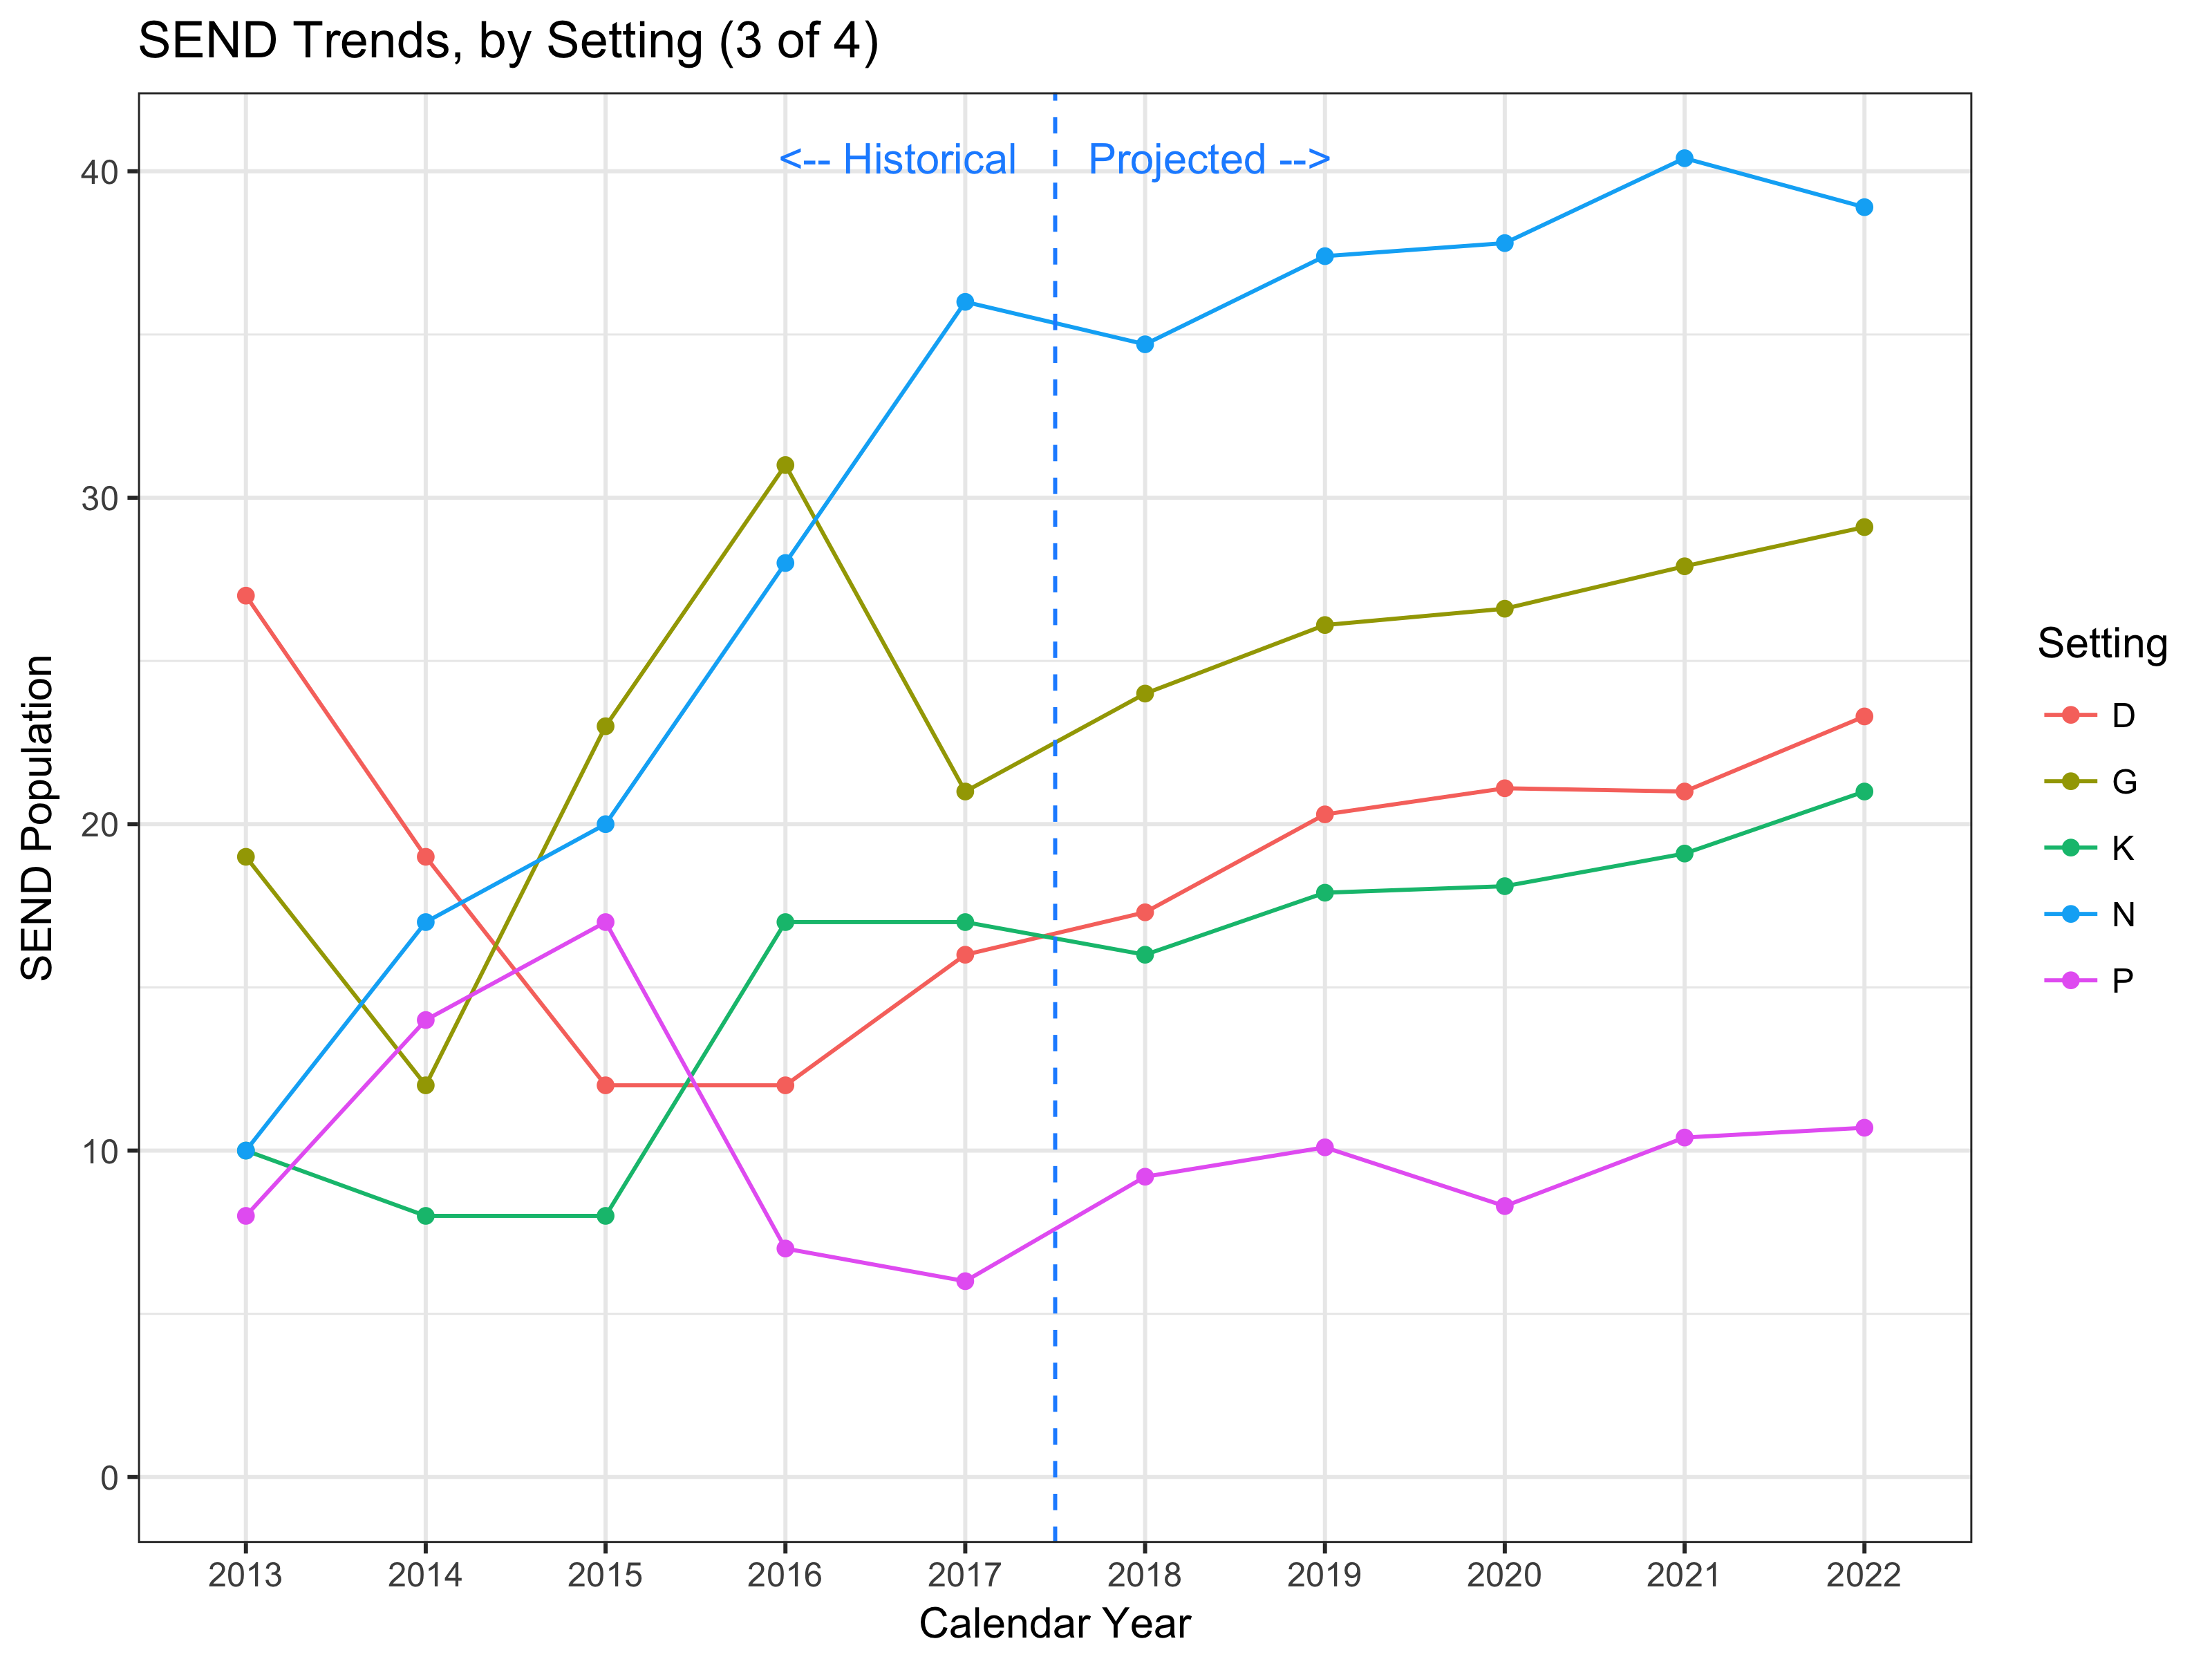 SEND Trends, by Setting (3 of 4)
<-- Historical
Projected -->
40
30
20
10
0
SEND Population
2013 2014 2015 2016 2017 2018 2019 2020 2021 2022
Calendar Year
Setting
D
G
K
N
P